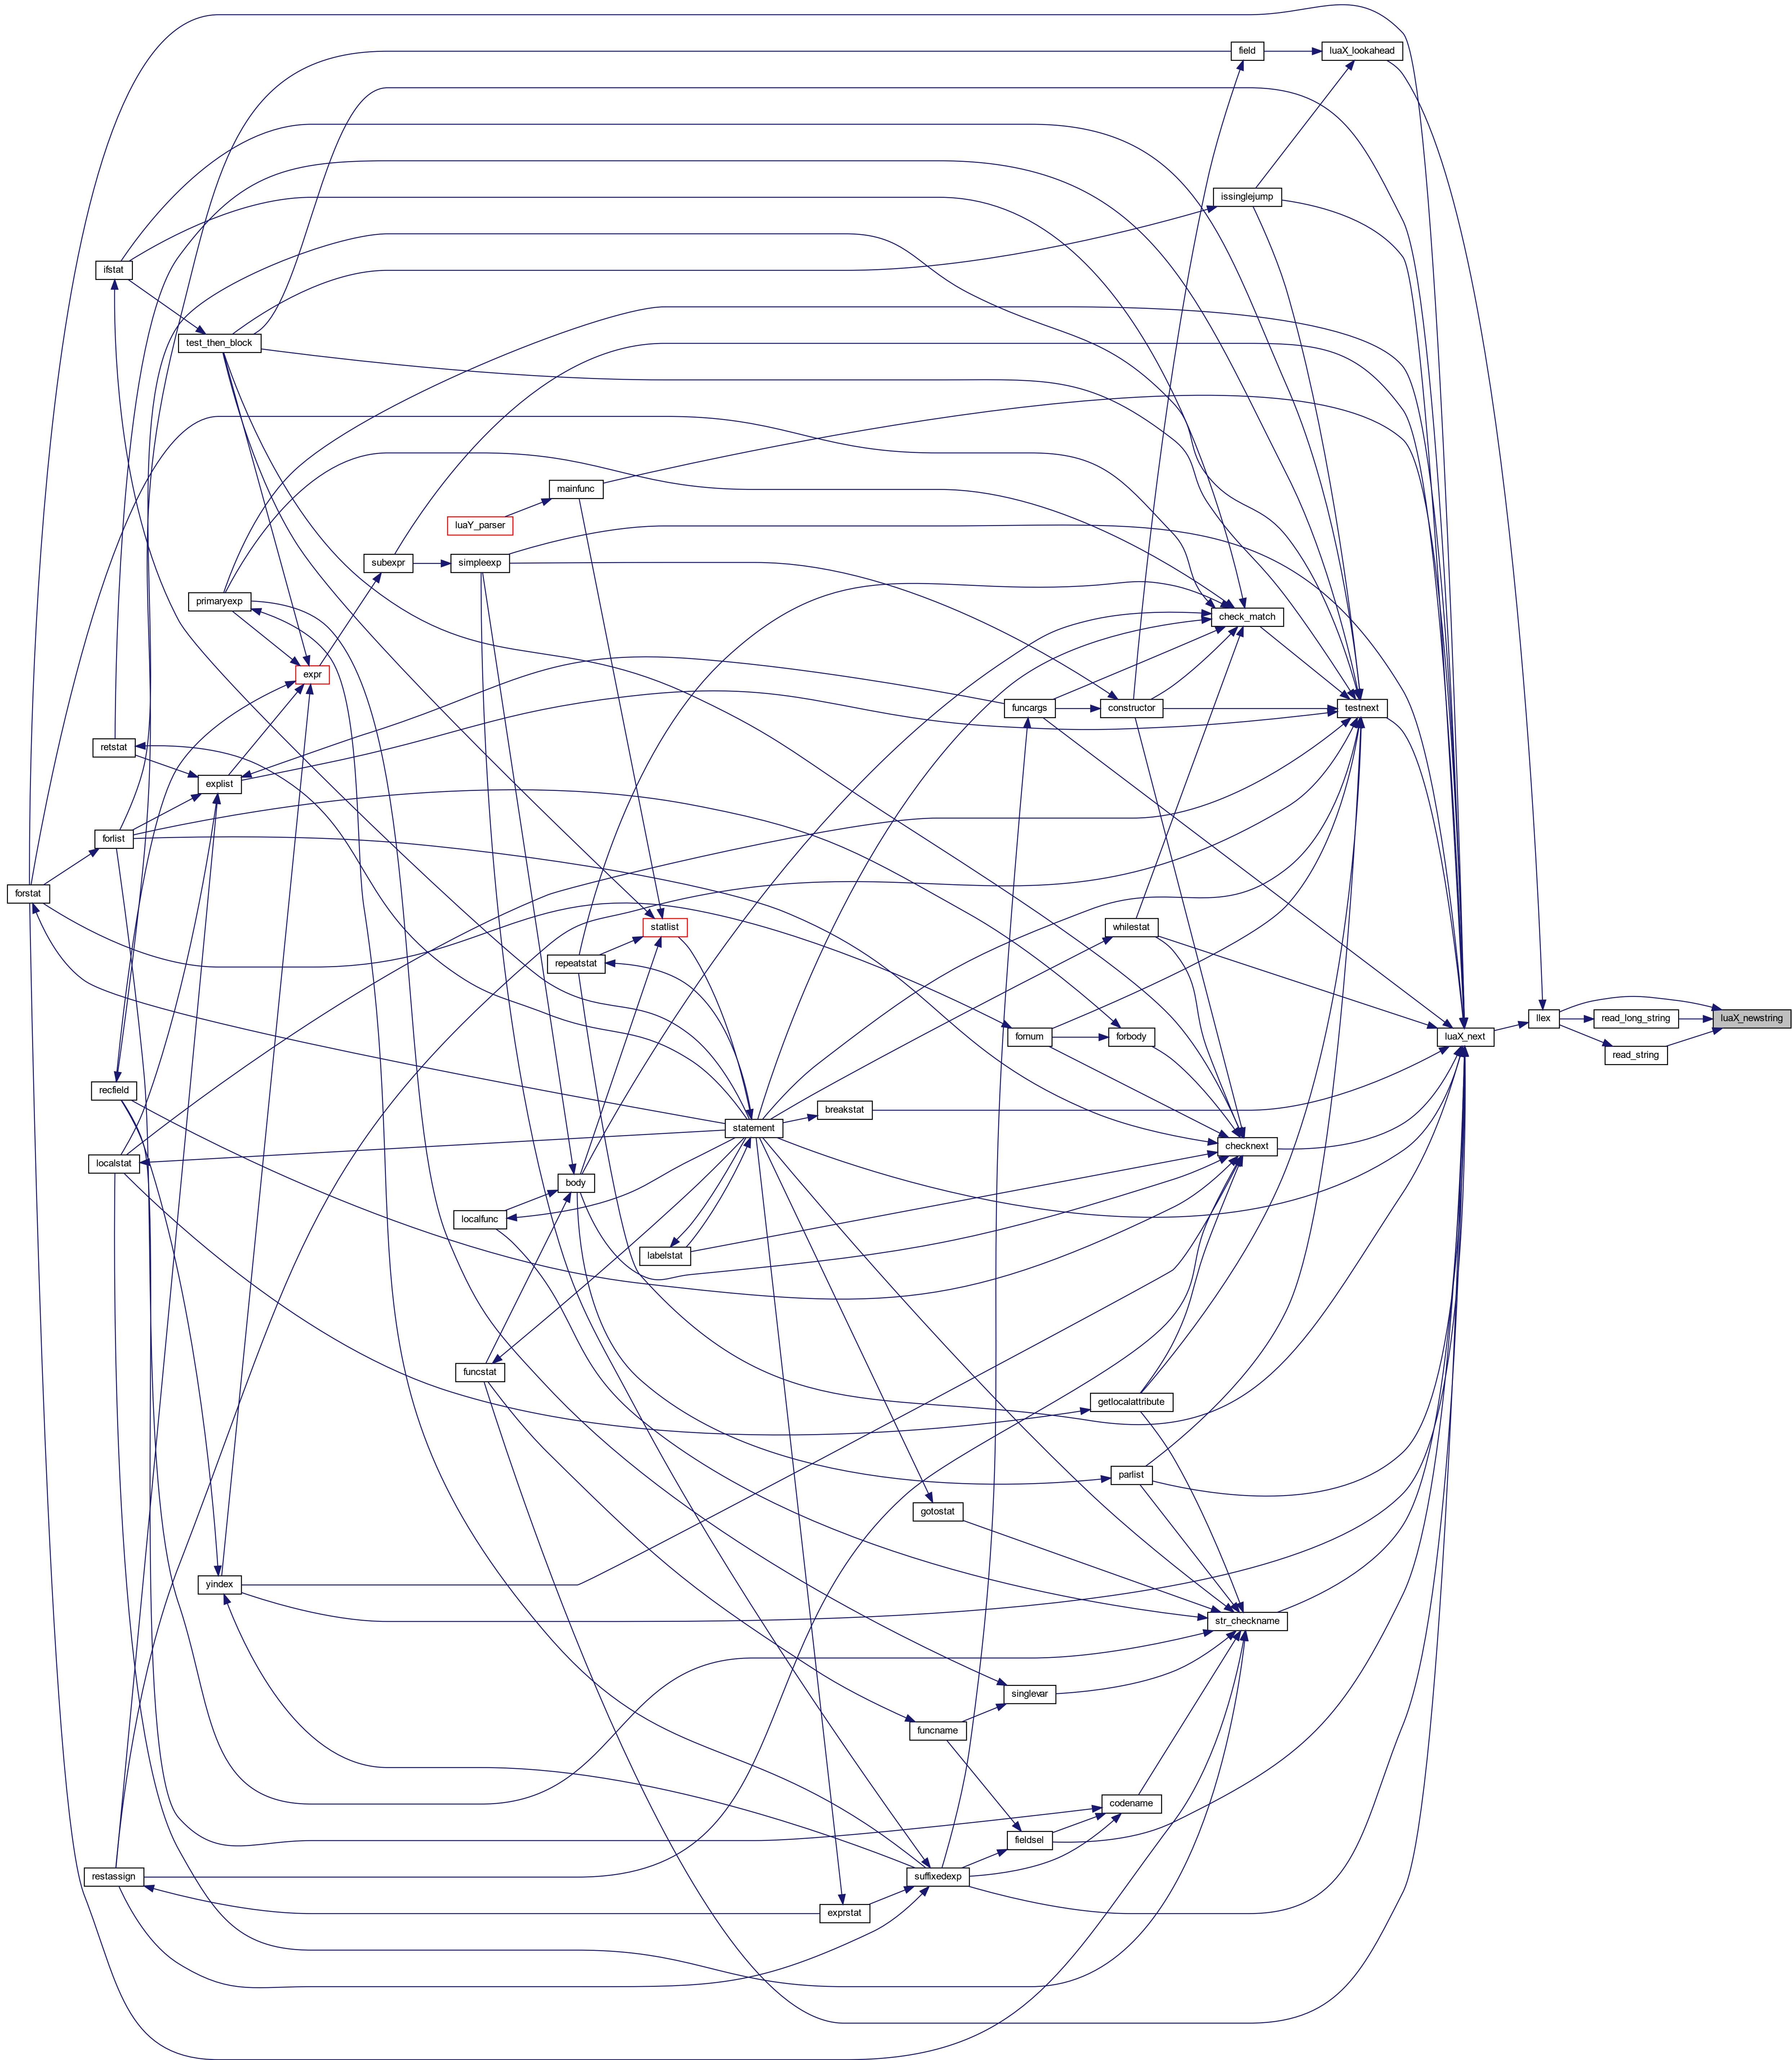 field
luaX_lookahead
issinglejump
ifstat
test_then_block
mainfunc
luaY_parser
subexpr
simpleexp
primaryexp
check_match
expr
funcargs
constructor
testnext
retstat
explist
forlist
forstat
statlist
whilestat
repeatstat
luaX_newstring
llex
read_long_string
luaX_next
fornum
forbody
read_string
recfield
breakstat
statement
checknext
localstat
body
localfunc
labelstat
funcstat
getlocalattribute
parlist
gotostat
yindex
str_checkname
singlevar
funcname
codename
fieldsel
restassign
suffixedexp
exprstat